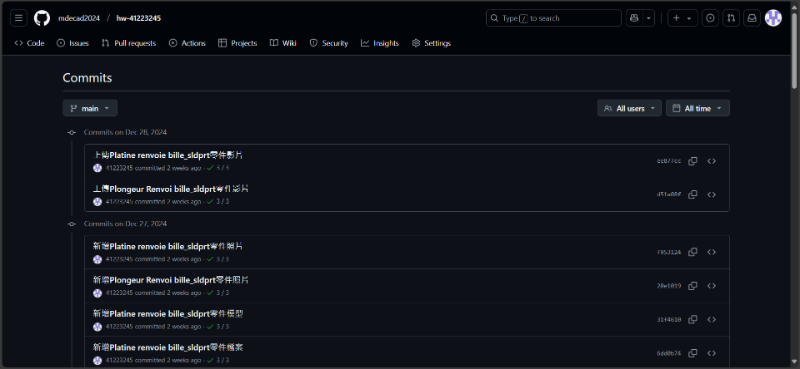 mdecad2024 / hw-41223245
Type / to search
Code Issues Pull requests Actions Projects Wiki Security Insights Settings
Commits
main All users All time
Commits on Dec 28, 2024
上傳Platine renvoie bille_sldprt零件影片
41223245 committed 2 weeks ago · 3 / 3
上傳Plongeur Renvoi bille_sldprt零件影片
41223245 committed 2 weeks ago · 3 / 3
Commits on Dec 27, 2024
新增Platine renvoie bille_sldprt零件照片
41223245 committed 2 weeks ago · 3 / 3
f953124
新增Plongeur Renvoi bille_sldprt零件照片
41223245 committed 2 weeks ago · 3 / 3
新增Platine renvoie bille_sldprt零件模型
41223245 committed 2 weeks ago · 3 / 3
31f4610
新增Platine renvoie bille_sldprt零件檔案
41223245 committed 2 weeks ago · 3 / 3
6dd0b74